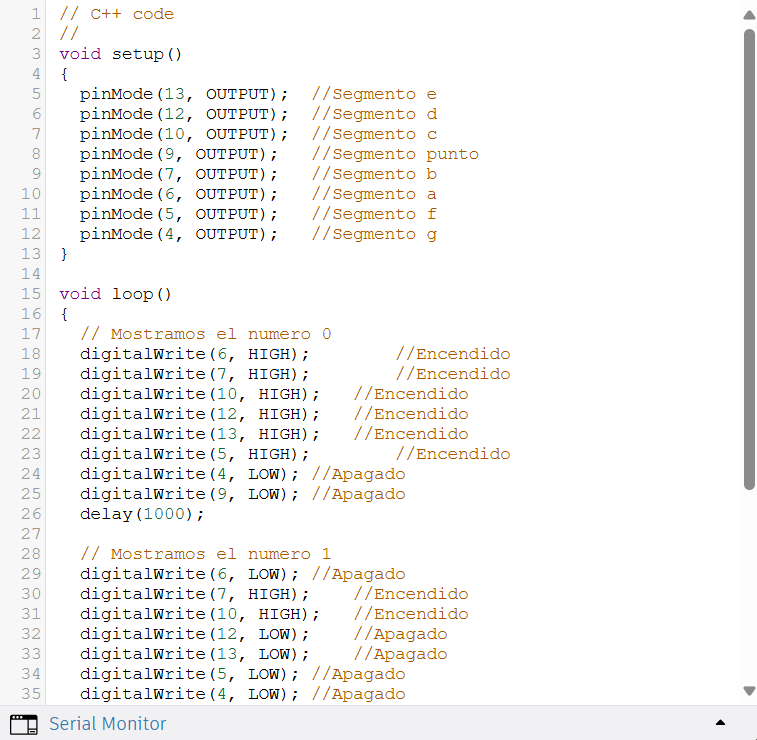 1 // C++ code
2 //
3 void setup()
4 {
5 pinMode(13, OUTPUT); //Segmento e
6 pinMode(12, OUTPUT); //Segmento d
7 pinMode(10, OUTPUT); //Segmento c
8 pinMode(9, OUTPUT); //Segmento punto
9 pinMode(7, OUTPUT); //Segmento b
10 pinMode(6, OUTPUT); //Segmento a
11 pinMode(5, OUTPUT); //Segmento f
12 pinMode(4, OUTPUT); //Segmento g
13 }
14
15 void loop()
16 {
17 // Mostramos el numero 0
18 digitalWrite(6, HIGH); //Encendido
19 digitalWrite(7, HIGH); //Encendido
20 digitalWrite(10, HIGH); //Encendido
21 digitalWrite(12, HIGH); //Encendido
22 digitalWrite(13, HIGH); //Encendido
23 digitalWrite(5, HIGH); //Encendido
24 digitalWrite(4, LOW); //Apagado
25 digitalWrite(9, LOW); //Apagado
26 delay(1000);
27
28 // Mostramos el numero 1
29 digitalWrite(6, LOW); //Apagado
30 digitalWrite(7, HIGH); //Encendido
31 digitalWrite(10, HIGH); //Encendido
32 digitalWrite(12, LOW); //Apagado
33 digitalWrite(13, LOW); //Apagado
34 digitalWrite(5, LOW); //Apagado
35 digitalWrite(4, LOW); //Apagado
Serial Monitor